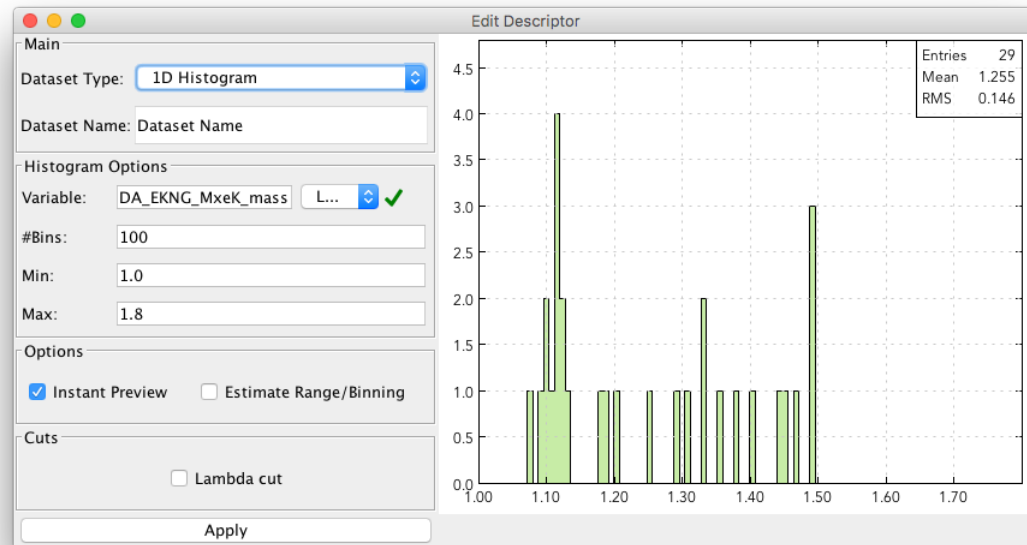 Edit Descriptor
Main
Dataset Type: 1D Histogram
Dataset Name: Dataset Name
Histogram Options
Variable: DA_EKNG_MxeK_mass L...
#Bins: 100
Min: 1.0
Max: 1.8
Options
Instant Preview Estimate Range/Binning
Cuts
Lambda cut
Apply
Entries 29
Mean 1.255
RMS 0.146
4.5
4.0
3.5
3.0
2.5
2.0
1.5
1.0
0.5
0.0
1.00 1.10 1.20 1.30 1.40 1.50 1.60 1.70